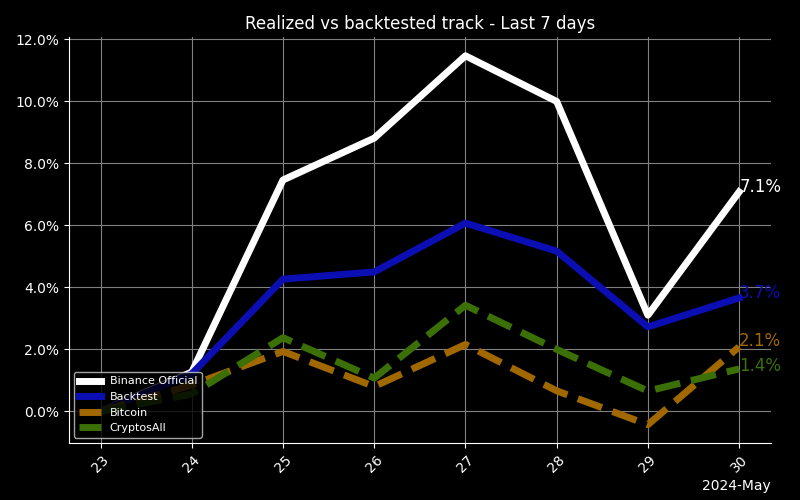 Realized vs backtested track - Last 7 days
12.0%
10.0%
8.0%
6.0%
4.0%
2.0%
0.0%
7.1%
3.7%
2.1%
1.4%
Binance Official
Backtest
Bitcoin
CryptosAll
23 24 25 26 27 28 29 30
2024-May